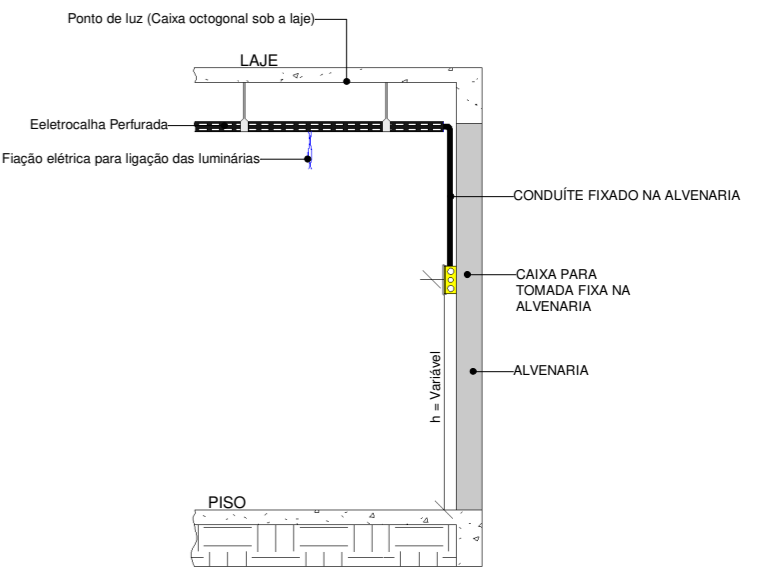 Ponto de luz (Caixa octogonal sob a laje)
LAJE
Eeletrocalha Perfurada
Fiação elétrica para ligação das luminárias
CONDUÍTE FIXADO NA ALVENARIA
CAIXA PARA
TOMADA FIXA NA
ALVENARIA
ALVENARIA
h = Variável
PISO